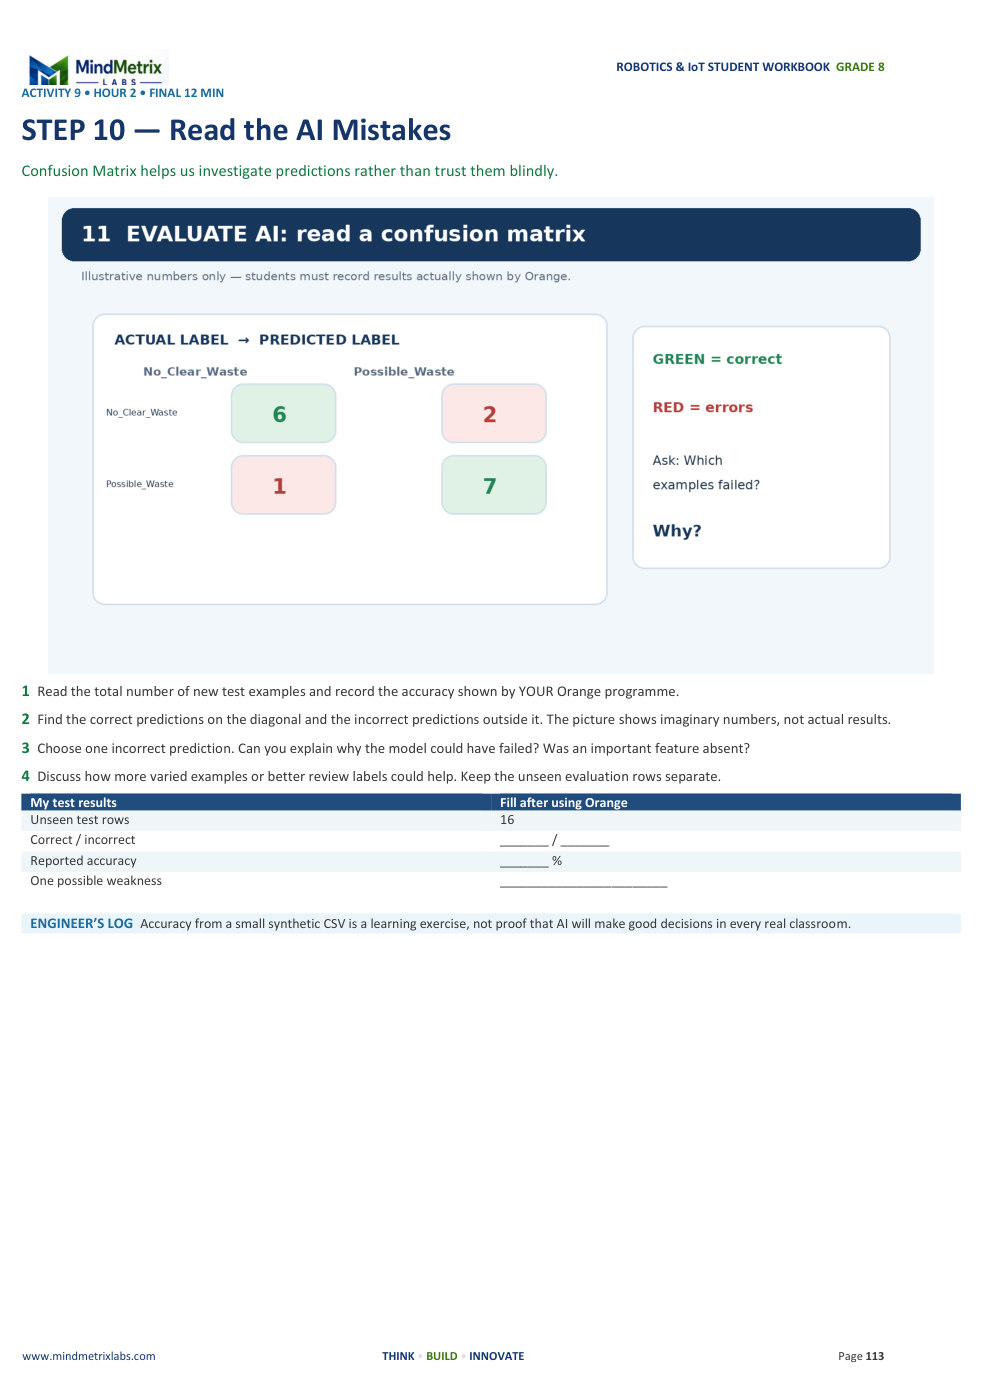 MindMetrix
LABS
ROBOTICS & IoT STUDENT WORKBOOK GRADE 8
ACTIVITY 9 • HOUR 2 • FINAL 12 MIN
STEP 10 — Read the AI Mistakes
Confusion Matrix helps us investigate predictions rather than trust them blindly.
11 EVALUATE AI: read a confusion matrix
Illustrative numbers only — students must record results actually shown by Orange.
ACTUAL LABEL → PREDICTED LABEL
No_Clear_Waste Possible_Waste
No_Clear_Waste 6 2
Possible_Waste 1 7
GREEN = correct
RED = errors
Ask: Which
examples failed?
Why?
1 Read the total number of new test examples and record the accuracy shown by YOUR Orange programme.
2 Find the correct predictions on the diagonal and the incorrect predictions outside it. The picture shows imaginary numbers, not actual results.
3 Choose one incorrect prediction. Can you explain why the model could have failed? Was an important feature absent?
4 Discuss how more varied examples or better review labels could help. Keep the unseen evaluation rows separate.
My test results Fill after using Orange
Unseen test rows 16
Correct / incorrect _______ / _______
Reported accuracy _______ %
One possible weakness ________________________
ENGINEER’S LOG Accuracy from a small synthetic CSV is a learning exercise, not proof that AI will make good decisions in every real classroom.
www.mindmetrixlabs.com THINK • BUILD • INNOVATE Page 113